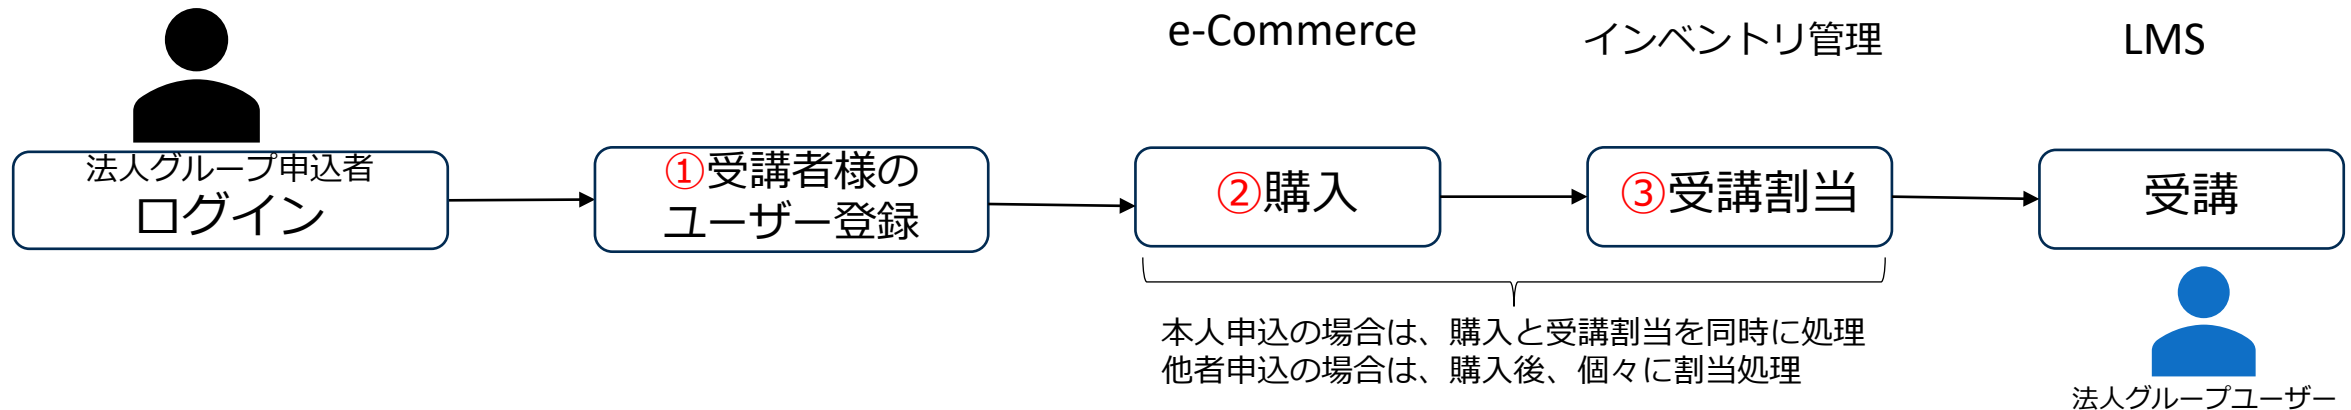 e-Commerce
インベントリ管理
LMS
法人グループ申込者
ログイン
①受講者様の
ユーザー登録
②購入
③受講割当
受講
本人申込の場合は、購入と受講割当を同時に処理
他者申込の場合は、購入後、個々に割当処理
法人グループユーザー